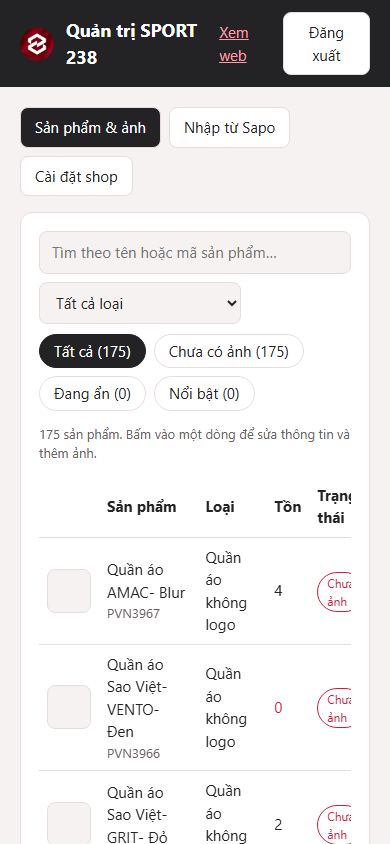 Quản trị SPORT
238
Xem
web
Đăng
xuất
Sản phẩm & ảnh
Nhập từ Sapo
Cài đặt shop
Tìm theo tên hoặc mã sản phẩm...
Tất cả loại
Tất cả (175)
Chưa có ảnh (175)
Đang ẩn (0)
Nổi bật (0)
175 sản phẩm. Bấm vào một dòng để sửa thông tin và
thêm ảnh.
Sản phẩm
Loại
Tồn
Trạng
thái
Quần áo
AMAC- Blur
PVN3967
Quần
áo
không
logo
4
Chưa
ảnh
Quần áo
Sao Việt-
VENTO-
Đen
PVN3966
Quần
áo
không
logo
0
Chưa
ảnh
Quần áo
Sao Việt-
GRIT- Đỏ
Quần
áo
không
2
Chưa
ảnh